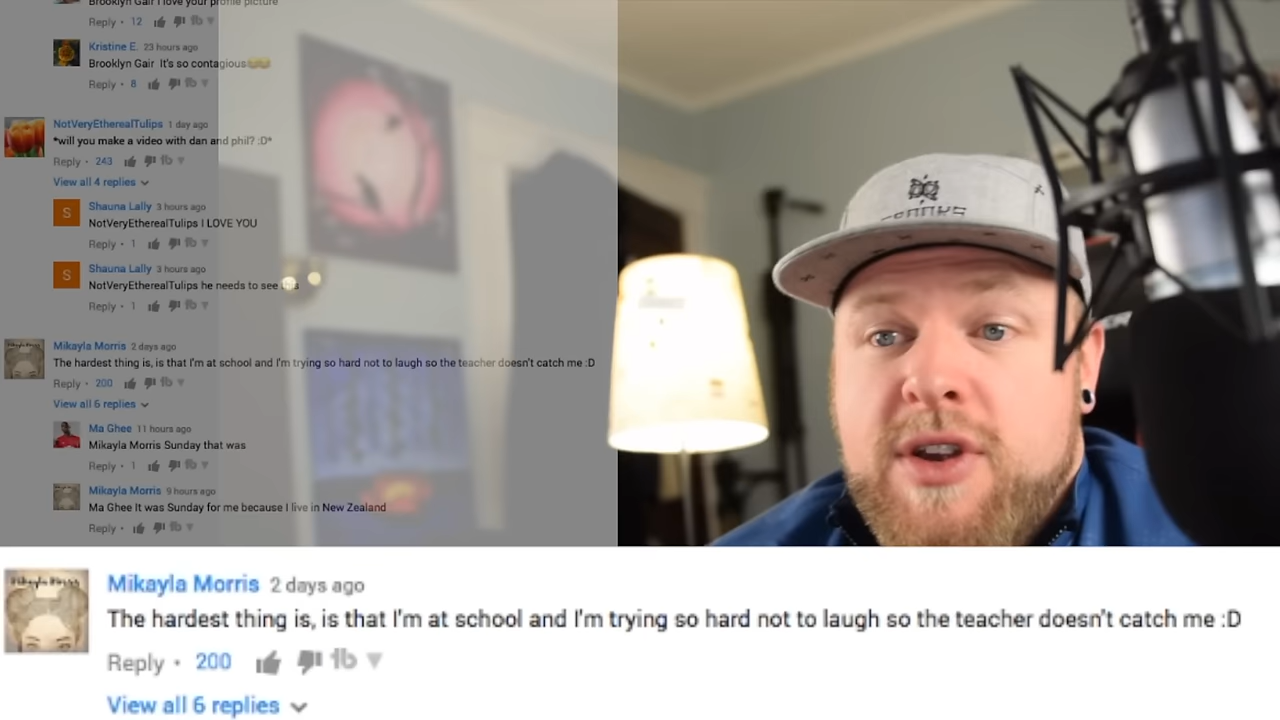 Brooklyn Gair I love your profile picture
Reply · 12
Kristine E. 23 hours ago
Brooklyn Gair It's so contagious😂😂
Reply · 8
NotVeryEtherealTulips 1 day ago
*will you make a video with dan and phil? :D*
Reply · 243
View all 4 replies
S
Shauna Lally 3 hours ago
NotVeryEtherealTulips I LOVE YOU
Reply · 1
S
Shauna Lally 3 hours ago
NotVeryEtherealTulips he needs to see this
Reply · 1
Mikayla Morris 2 days ago
The hardest thing is, is that I'm at school and I'm trying so hard not to laugh so the teacher doesn't catch me :D
Reply · 200
View all 6 replies
Ma Ghee 11 hours ago
Mikayla Morris Sunday that was
Reply · 1
Mikayla Morris 9 hours ago
Ma Ghee It was Sunday for me because I live in New Zealand
Reply ·
Mikayla Morris 2 days ago
The hardest thing is, is that I'm at school and I'm trying so hard not to laugh so the teacher doesn't catch me :D
Reply · 200
View all 6 replies